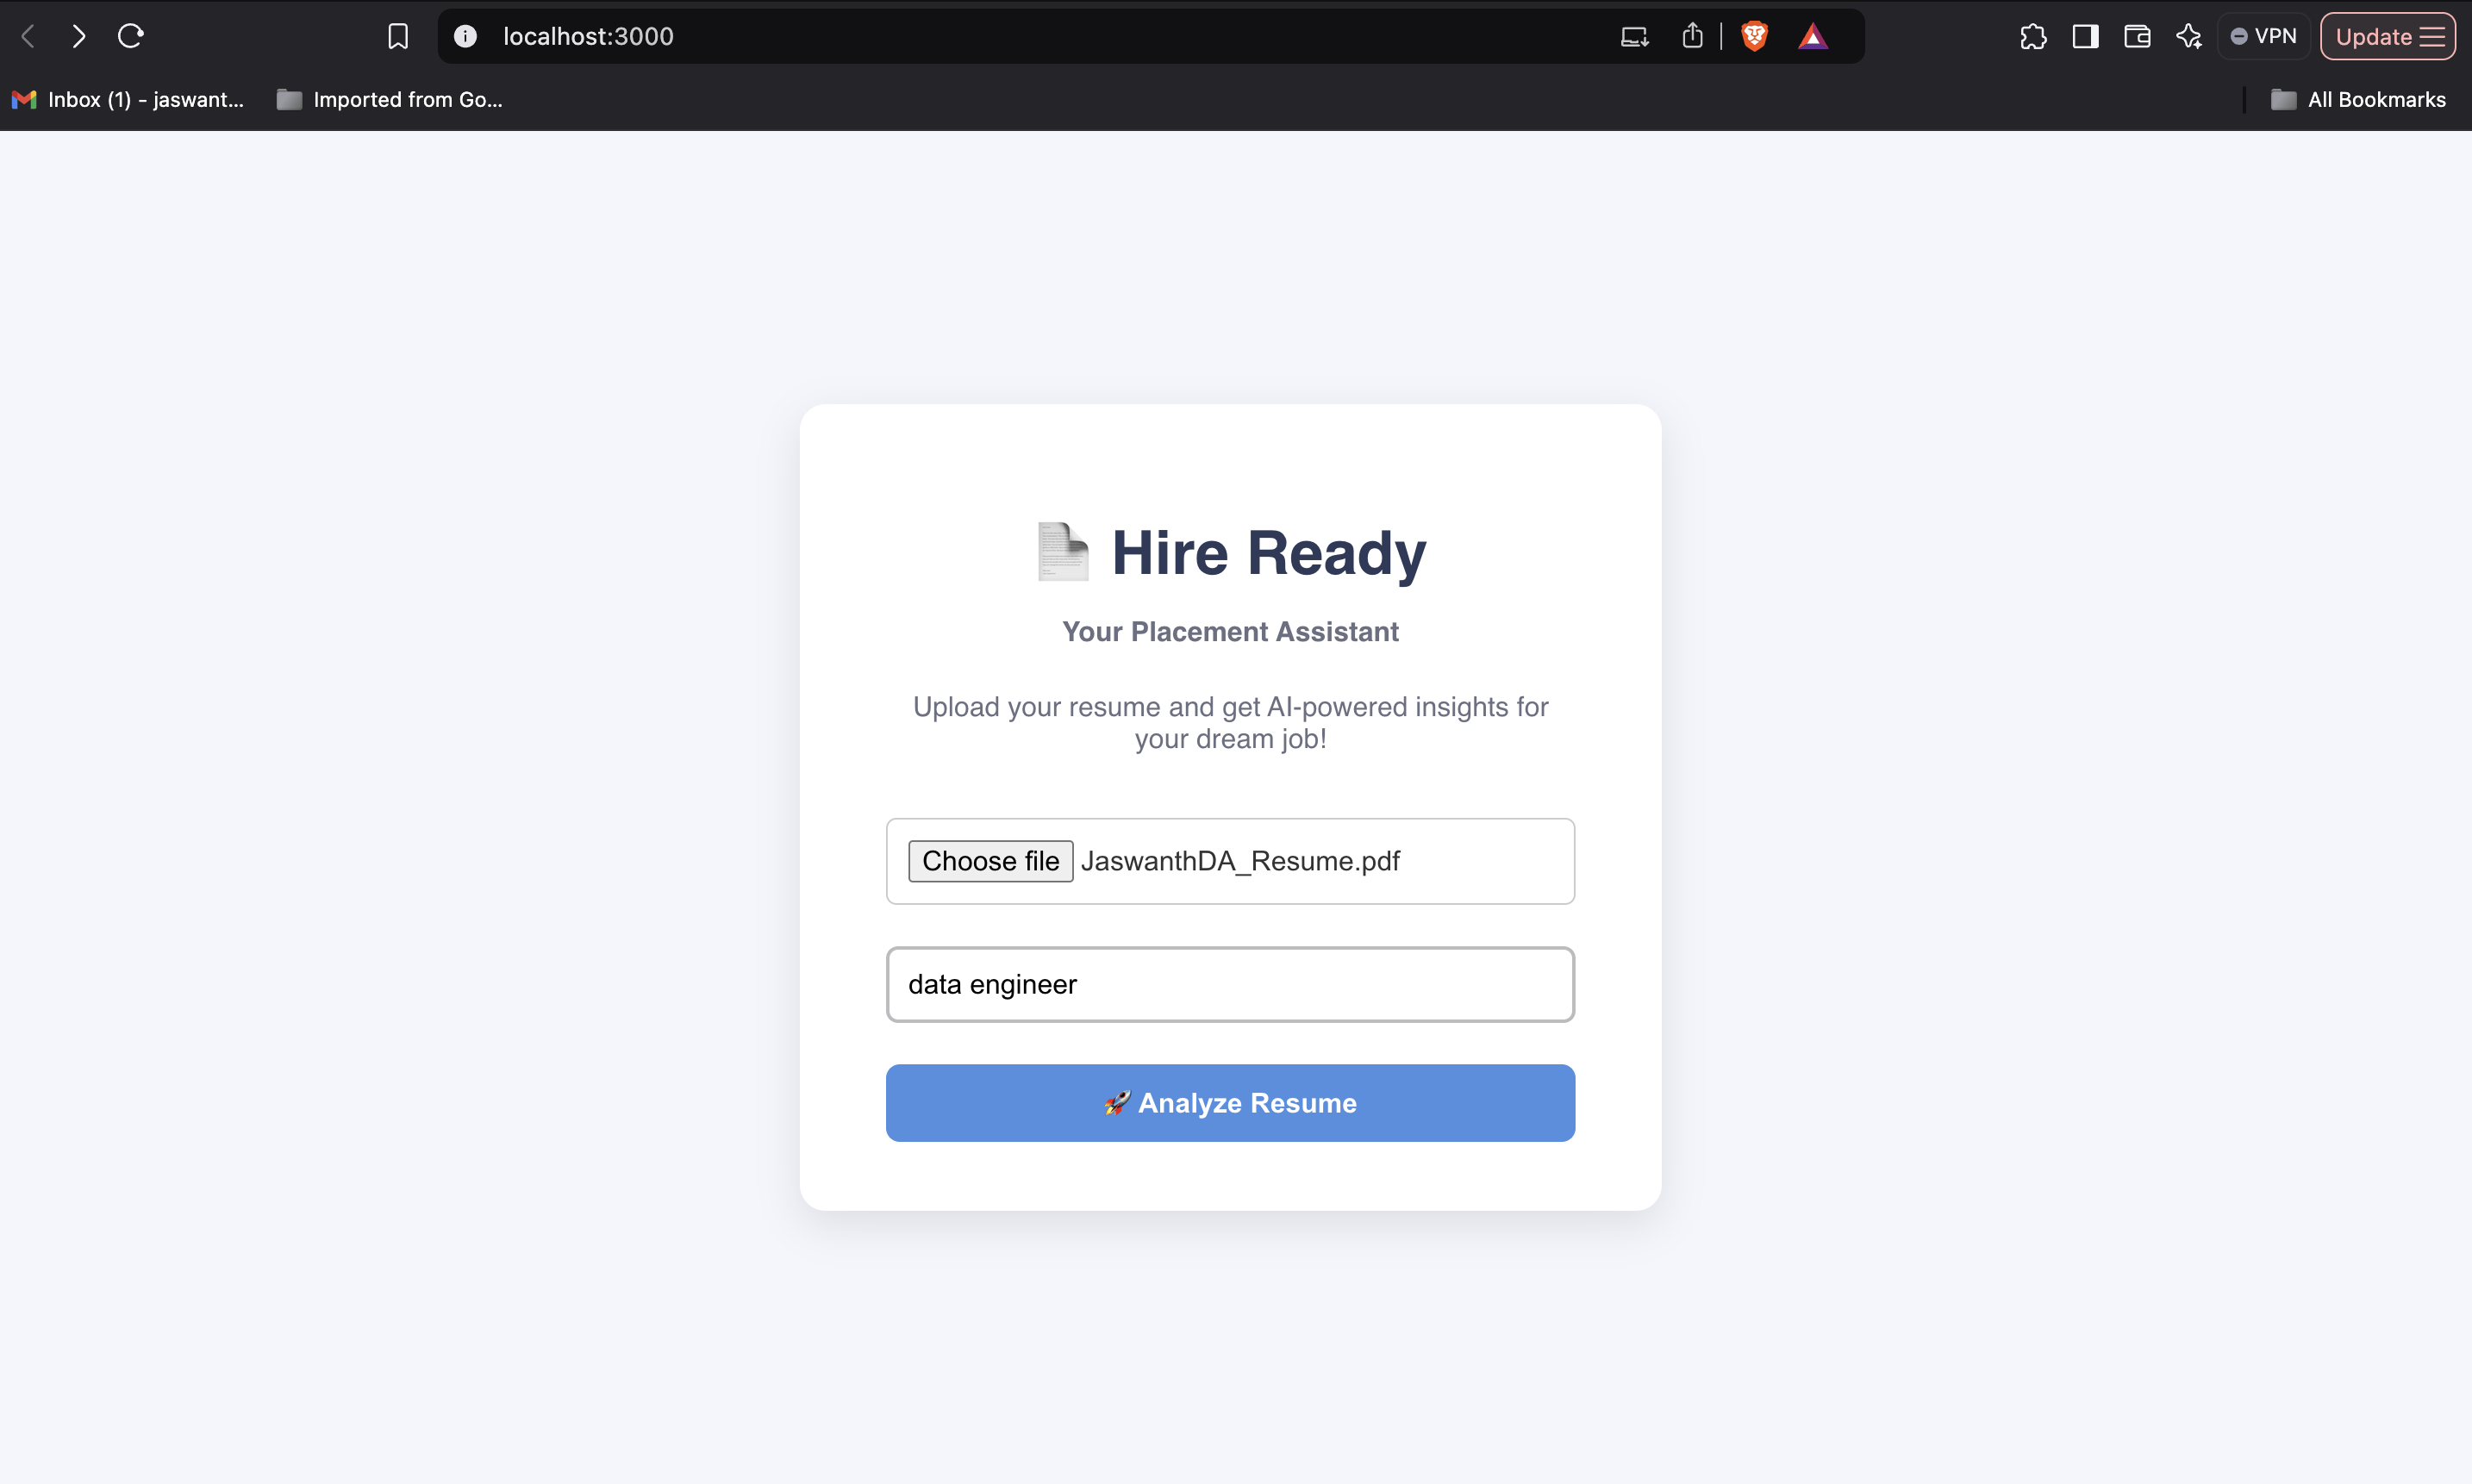 localhost:3000
VPN
Update
Inbox (1) - jaswant...
Imported from Go...
All Bookmarks
Hire Ready
Your Placement Assistant
Upload your resume and get AI-powered insights for
your dream job!
Choose file JaswanthDA_Resume.pdf
data engineer
🚀 Analyze Resume